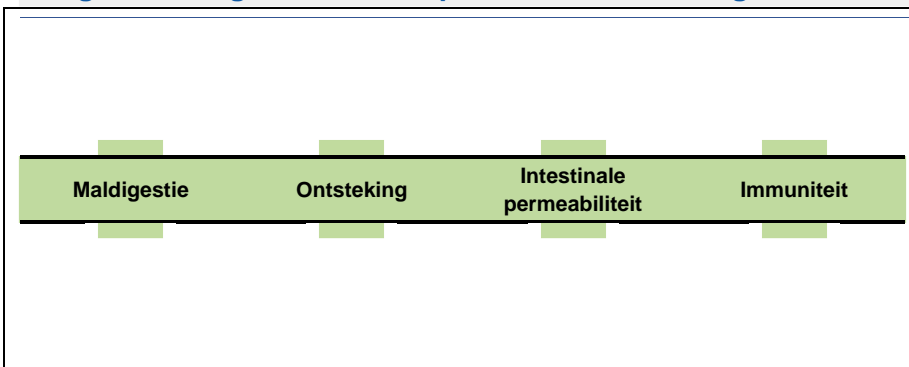 Maldigestie
Ontsteking
Intestinale
permeabiliteit
Immuniteit